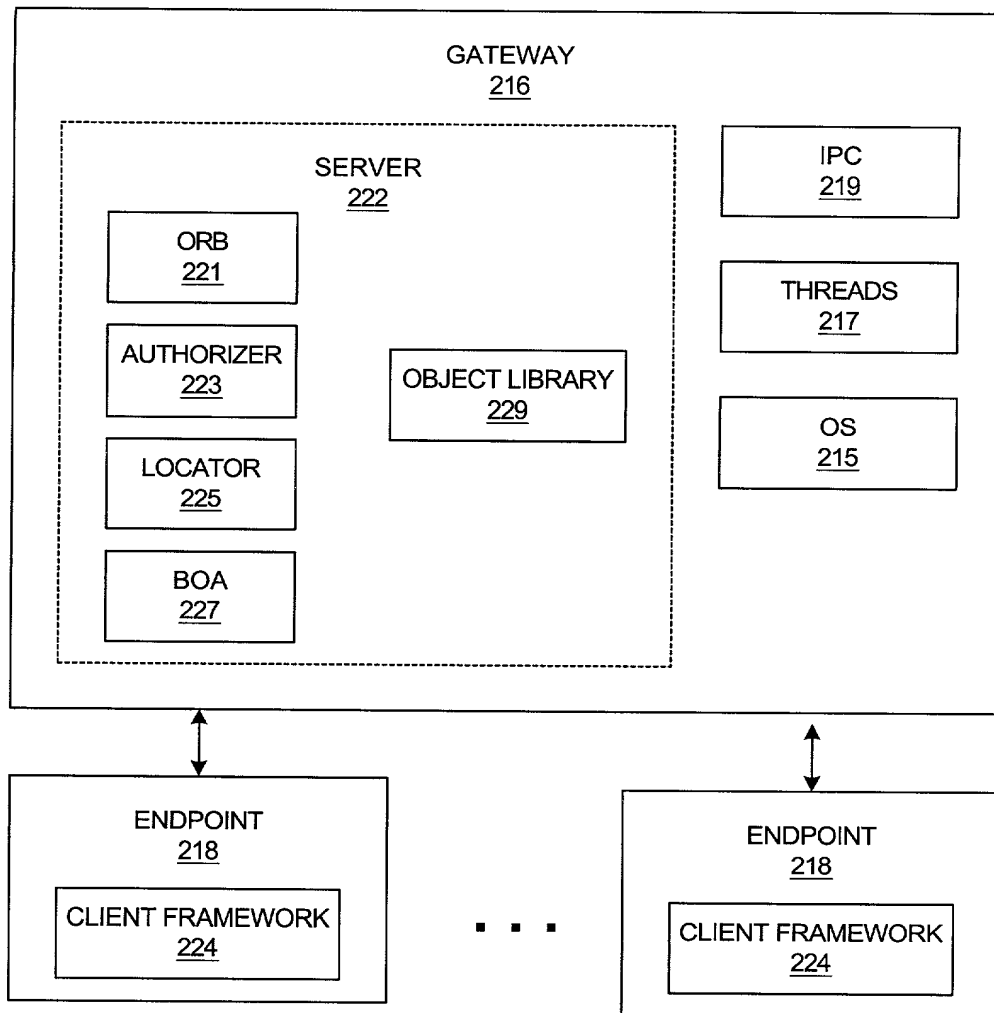 GATEWAY
216
SERVER
222
ORB
221
AUTHORIZER
223
LOCATOR
225
BOA
227
OBJECT LIBRARY
229
IPC
219
THREADS
217
OS
215
ENDPOINT
218
CLIENT FRAMEWORK
224
ENDPOINT
218
CLIENT FRAMEWORK
224